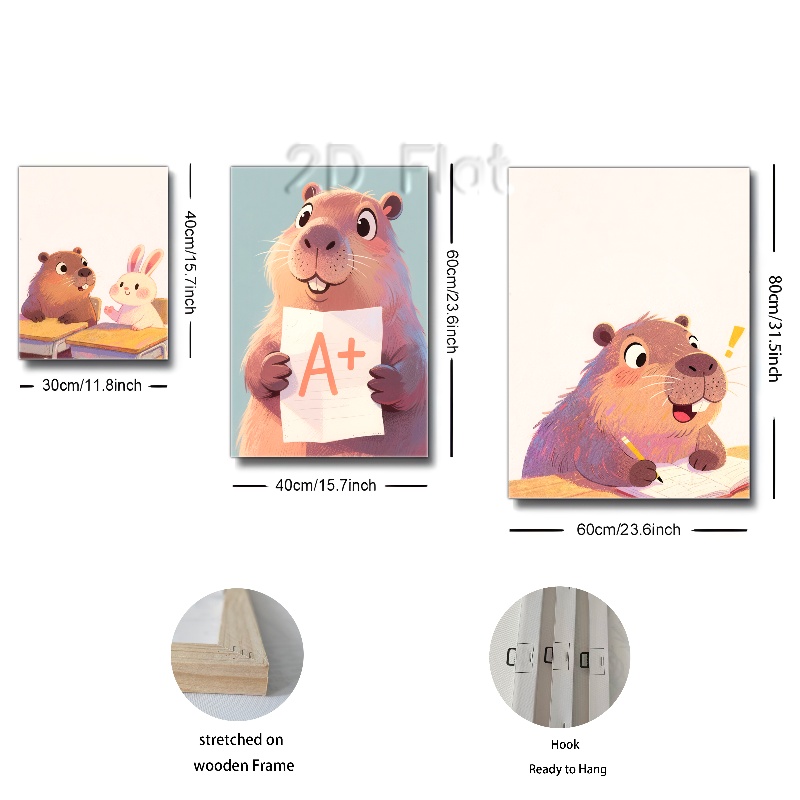 2D Flat
40cm/15.7inch
30cm/11.8inch
A+
60cm/23.6inch
40cm/15.7inch
!
80cm/31.5inch
60cm/23.6inch
stretched on
wooden Frame
Hook
Ready to Hang